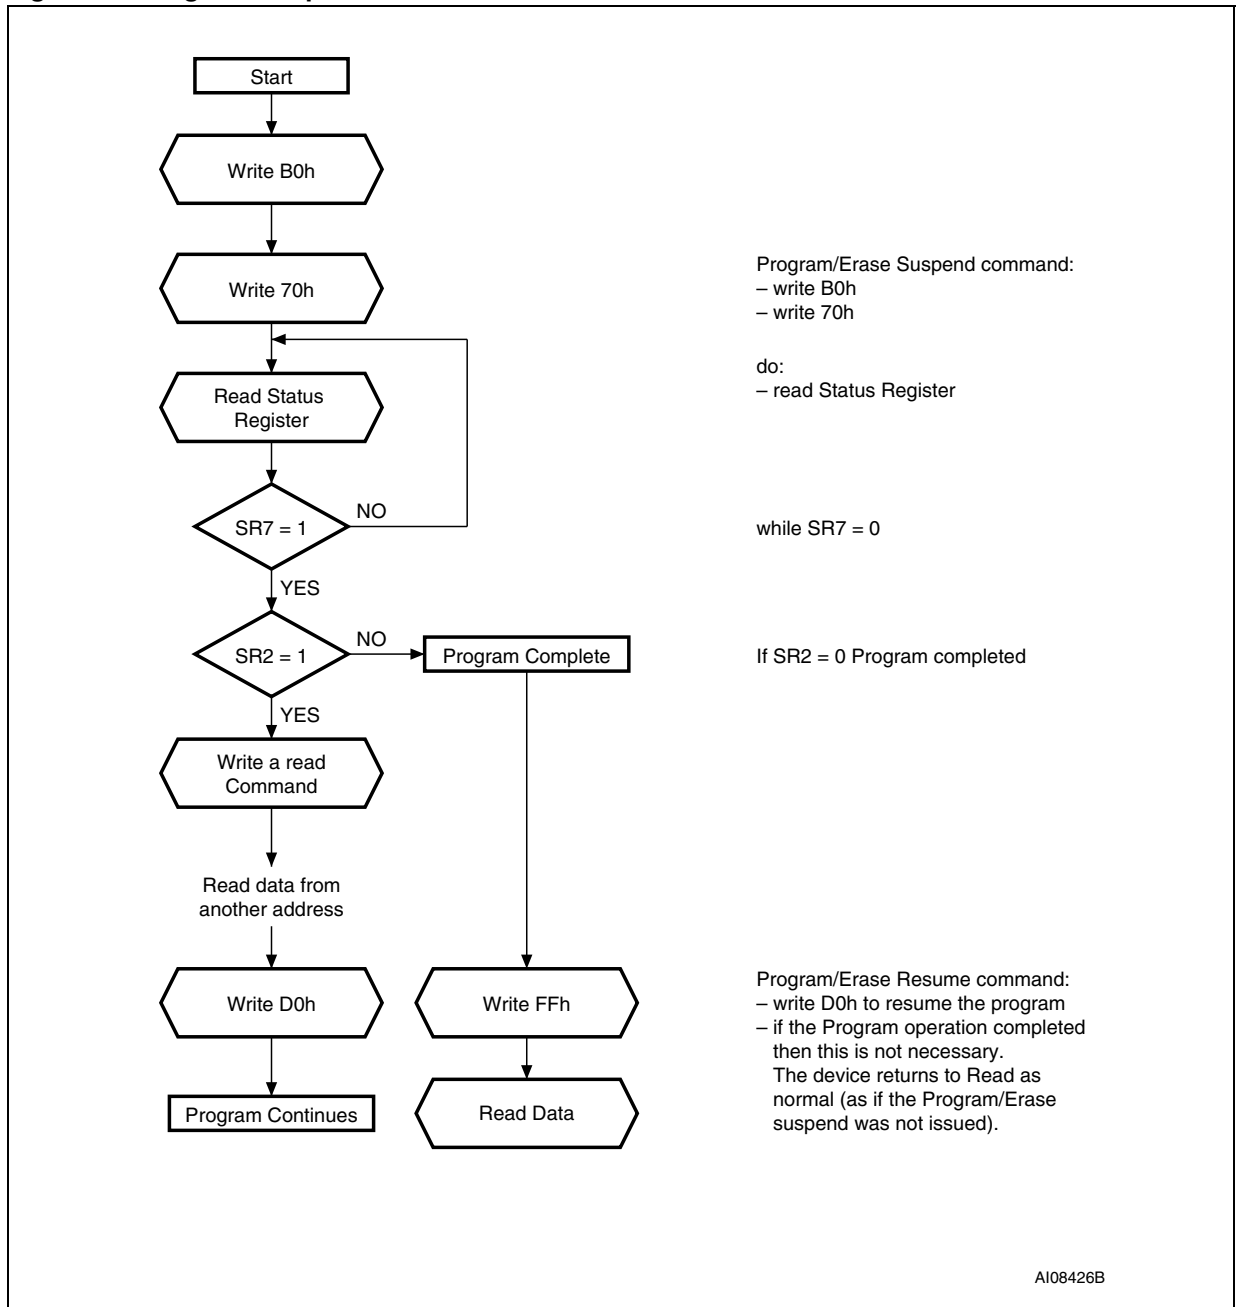 Start
Write B0h
Write 70h
Program/Erase Suspend command:
– write B0h
– write 70h
do:
– read Status Register
Read Status
Register
NO
SR7 = 1
while SR7 = 0
YES
NO
SR2 = 1
Program Complete
If SR2 = 0 Program completed
YES
Write a read
Command
Read data from
another address
Write D0h
Write FFh
Program/Erase Resume command:
– write D0h to resume the program
– if the Program operation completed
then this is not necessary.
The device returns to Read as
normal (as if the Program/Erase
suspend was not issued).
Program Continues
Read Data
AI08426B